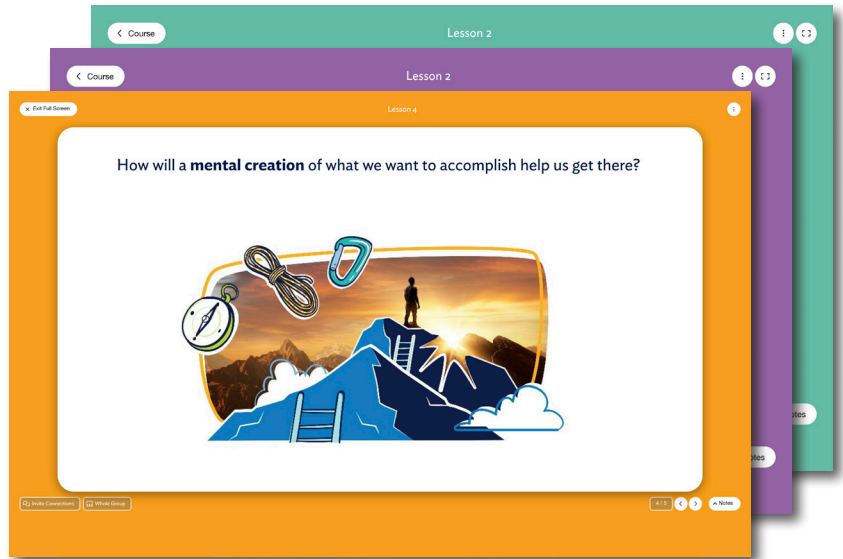 Course
Lesson 2
Course
Lesson 2
x Exit Full Screen
Lesson 4
How will a mental creation of what we want to accomplish help us get there?
Invite Connections
Whole Group
4 / 5
Notes
otes
otes